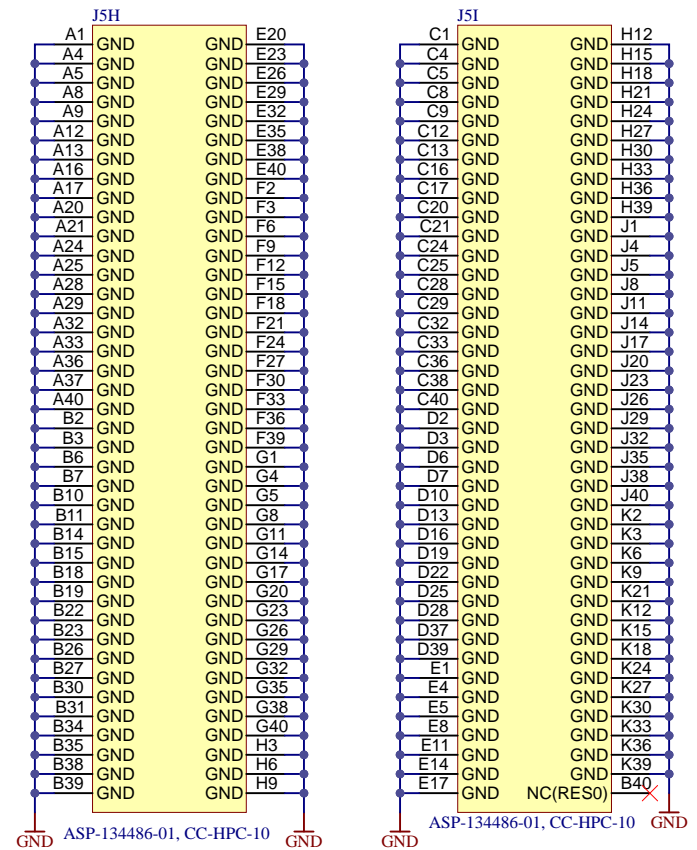 J5H
A1 GND GND E20
A4 GND GND E23
A5 GND GND E26
A8 GND GND E29
A9 GND GND E32
A12 GND GND E35
A13 GND GND E38
A16 GND GND E40
A17 GND GND F2
A20 GND GND F3
A21 GND GND F6
A24 GND GND F9
A25 GND GND F12
A28 GND GND F15
A29 GND GND F18
A32 GND GND F21
A33 GND GND F24
A36 GND GND F27
A37 GND GND F30
A40 GND GND F33
B2 GND GND F36
B3 GND GND F39
B6 GND GND G1
B7 GND GND G4
B10 GND GND G5
B11 GND GND G8
B14 GND GND G11
B15 GND GND G14
B18 GND GND G17
B19 GND GND G20
B22 GND GND G23
B23 GND GND G26
B26 GND GND G29
B27 GND GND G32
B30 GND GND G35
B31 GND GND G38
B34 GND GND G40
B35 GND GND H3
B38 GND GND H6
B39 GND GND H9
GND ASP-134486-01, CC-HPC-10 GND
J5I
C1 GND GND H12
C4 GND GND H15
C5 GND GND H18
C8 GND GND H21
C9 GND GND H24
C12 GND GND H27
C13 GND GND H30
C16 GND GND H33
C17 GND GND H36
C20 GND GND H39
C21 GND GND J1
C24 GND GND J4
C25 GND GND J5
C28 GND GND J8
C29 GND GND J11
C32 GND GND J14
C33 GND GND J17
C36 GND GND J20
C38 GND GND J23
C40 GND GND J26
D2 GND GND J29
D3 GND GND J32
D6 GND GND J35
D7 GND GND J38
D10 GND GND J40
D13 GND GND K2
D16 GND GND K3
D19 GND GND K6
D22 GND GND K9
D25 GND GND K21
D28 GND GND K12
D37 GND GND K15
D39 GND GND K18
E1 GND GND K24
E4 GND GND K27
E5 GND GND K30
E8 GND GND K33
E11 GND GND K36
E14 GND GND K39
E17 GND NC(RES0) B40
GND ASP-134486-01, CC-HPC-10 GND